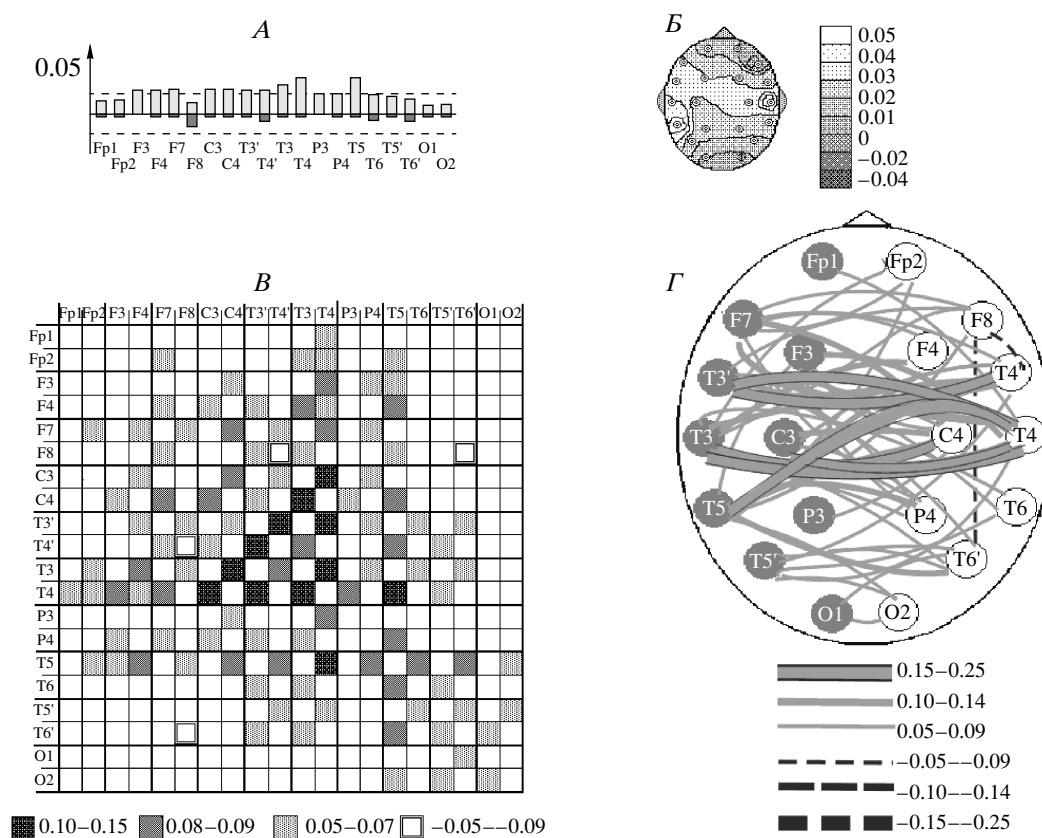 А
0.05
Fp1 F3 F7 C3 T3' T3 P3 T5 T5' O1
Fp2 F4 F8 C4 T4' T4 P4 T6 T6' O2
Б
0.05
0.04
0.03
0.02
0.01
0
−0.02
−0.04
В
Fp1 Fp2 F3 F4 F7 F8 C3 C4 T3' T4' T3 T4 P3 P4 T5 T6 T5' T6' O1 O2
Fp1
Fp2
F3
F4
F7
F8
C3
C4
T3'
T4'
T3
T4
P3
P4
T5
T6
T5'
T6'
O1
O2
0.10−0.15 0.08−0.09 0.05−0.07 −0.05−−0.09
Г
Fp1 Fp2
F7 F8
F3 F4
T3' T4'
T3 C3 C4 T4
T5 P3 P4 T6
T5' T6'
O1 O2
0.15−0.25
0.10−0.14
0.05−0.09
−0.05−−0.09
−0.10−−0.14
−0.15−−0.25